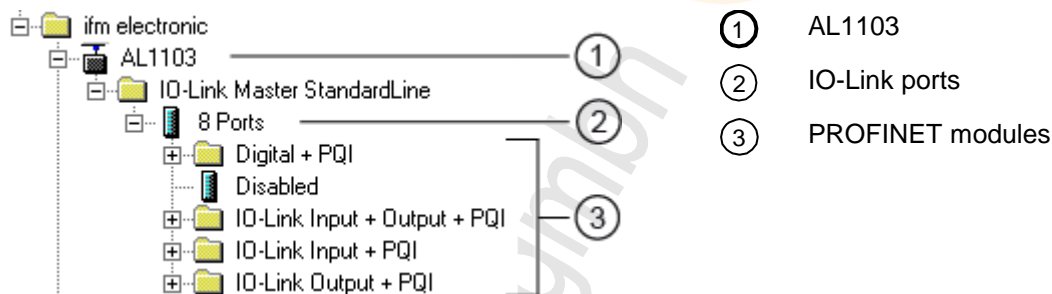 ifm electronic
AL1103
IO-Link Master StandardLine
8 Ports
Digital + PQI
Disabled
IO-Link Input + Output + PQI
IO-Link Input + PQI
IO-Link Output + PQI
1
2
3
1 AL1103
2 IO-Link ports
3 PROFINET modules